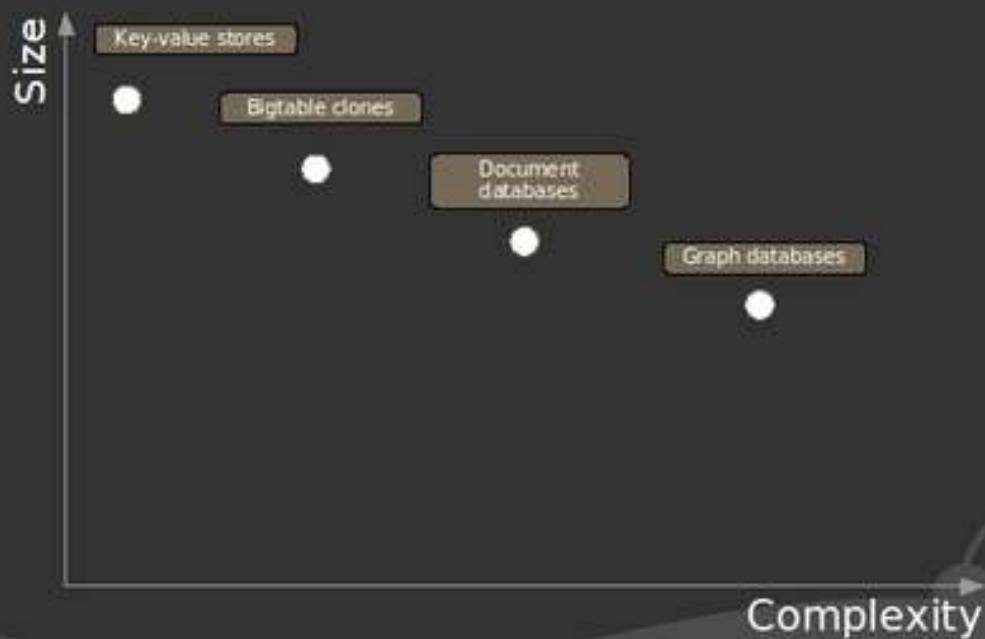 Size
Key-value stores
Bigtable clones
Document
databases
Graph databases
Complexity